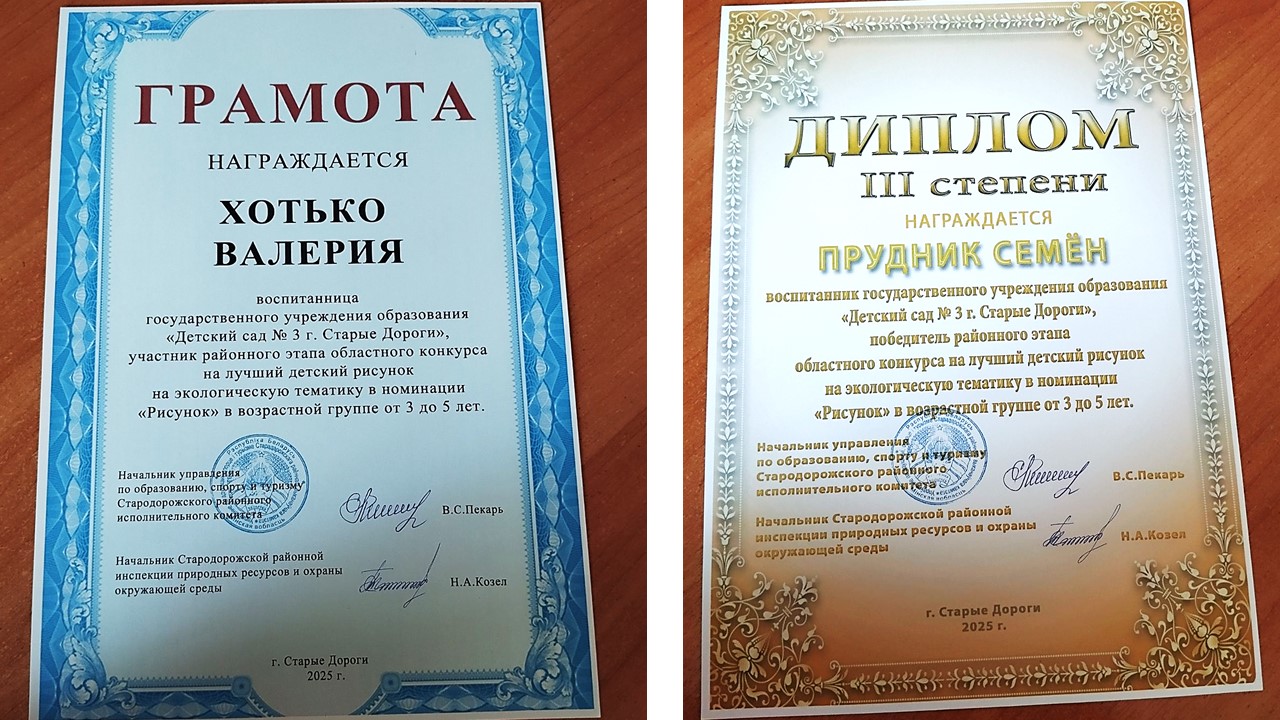 ГРАМОТА
НАГРАЖДАЕТСЯ
ХОТЬКО
ВАЛЕРИЯ
воспитанница
государственного учреждения образования
«Детский сад № 3 г. Старые Дороги»,
участник районного этапа областного конкурса
на лучший детский рисунок
на экологическую тематику в номинации
«Рисунок» в возрастной группе от 3 до 5 лет.
Начальник управления
по образованию, спорту и туризму
Стародорожского районного
исполнительного комитета
В.С.Пекарь
Рэспубліка Беларусь
Начальник Стародорожской районной
инспекции природных ресурсов и охраны
окружающей среды
Н.А.Козел
г. Старые Дороги
2025 г.
ДИПЛОМ
III степени
НАГРАЖДАЕТСЯ
ПРУДНИК СЕМЁН
воспитанник государственного учреждения образования
«Детский сад № 3 г. Старые Дороги»,
победитель районного этапа
областного конкурса на лучший детский рисунок
на экологическую тематику в номинации
«Рисунок» в возрастной группе от 3 до 5 лет.
Начальник управления
по образованию, спорту и туризму
Стародорожского районного
исполнительного комитета
В.С.Пекарь
Рэспубліка Беларусь
Начальник Стародорожской районной
инспекции природных ресурсов и охраны
окружающей среды
Н.А.Козел
г. Старые Дороги
2025 г.